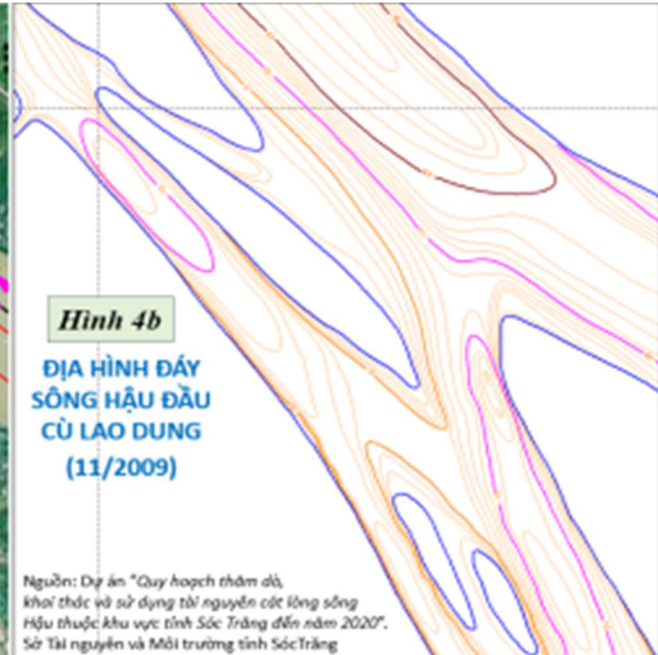 Hình 4b
ĐỊA HÌNH ĐÁY
SÔNG HẬU ĐẦU
CÙ LAO DUNG
(11/2009)
Nguồn: Dự án "Quy hoạch thăm dò,
khai thác và sử dụng tài nguyên cát lòng sông
Hậu thuộc khu vực tỉnh Sóc Trăng đến năm 2020".
Sở Tài nguyên và Môi trường tỉnh SócTrăng